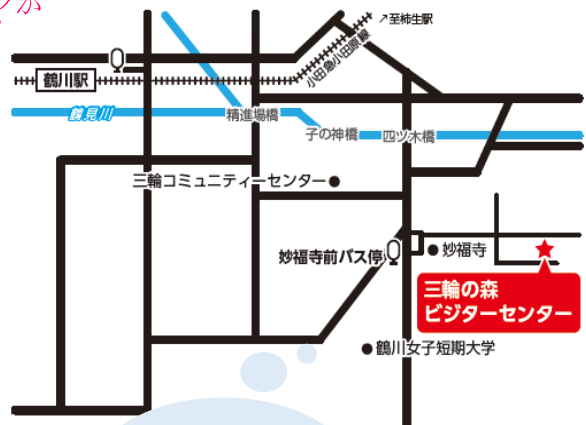 ↗至柿生駅
小田急小田原線
鶴川駅
鶴見川
精進場橋
子の神橋
四ツ木橋
三輪コミュニティーセンター●
妙福寺前バス停
●妙福寺
三輪の森
ビジターセンター
●鶴川女子短期大学